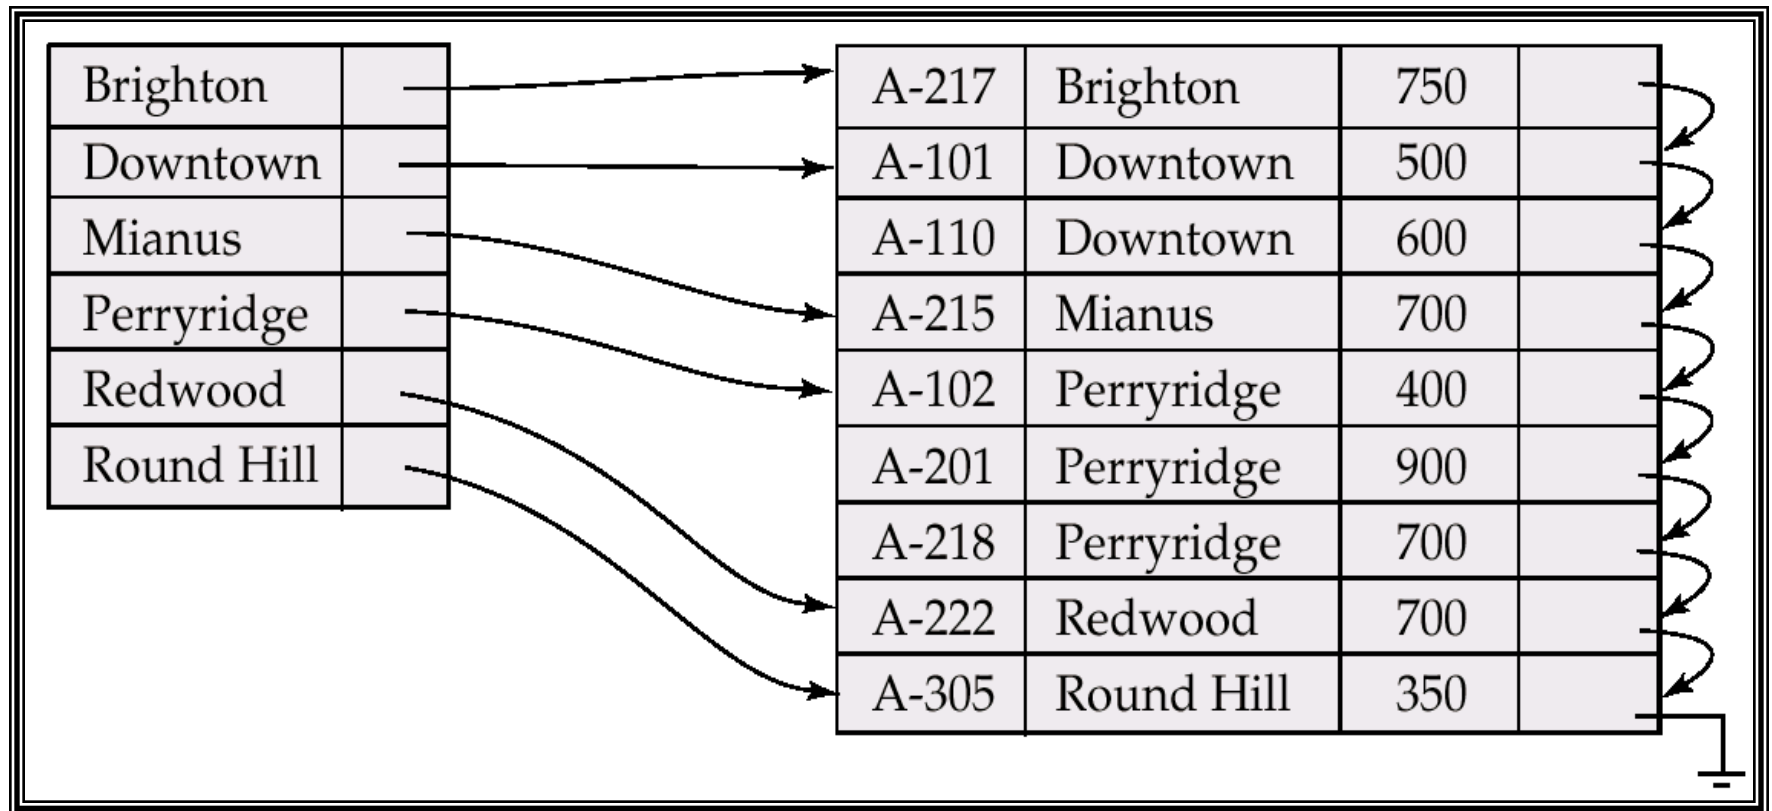 Brighton
Downtown
Mianus
Perryridge
Redwood
Round Hill
A-217 Brighton 750
A-101 Downtown 500
A-110 Downtown 600
A-215 Mianus 700
A-102 Perryridge 400
A-201 Perryridge 900
A-218 Perryridge 700
A-222 Redwood 700
A-305 Round Hill 350